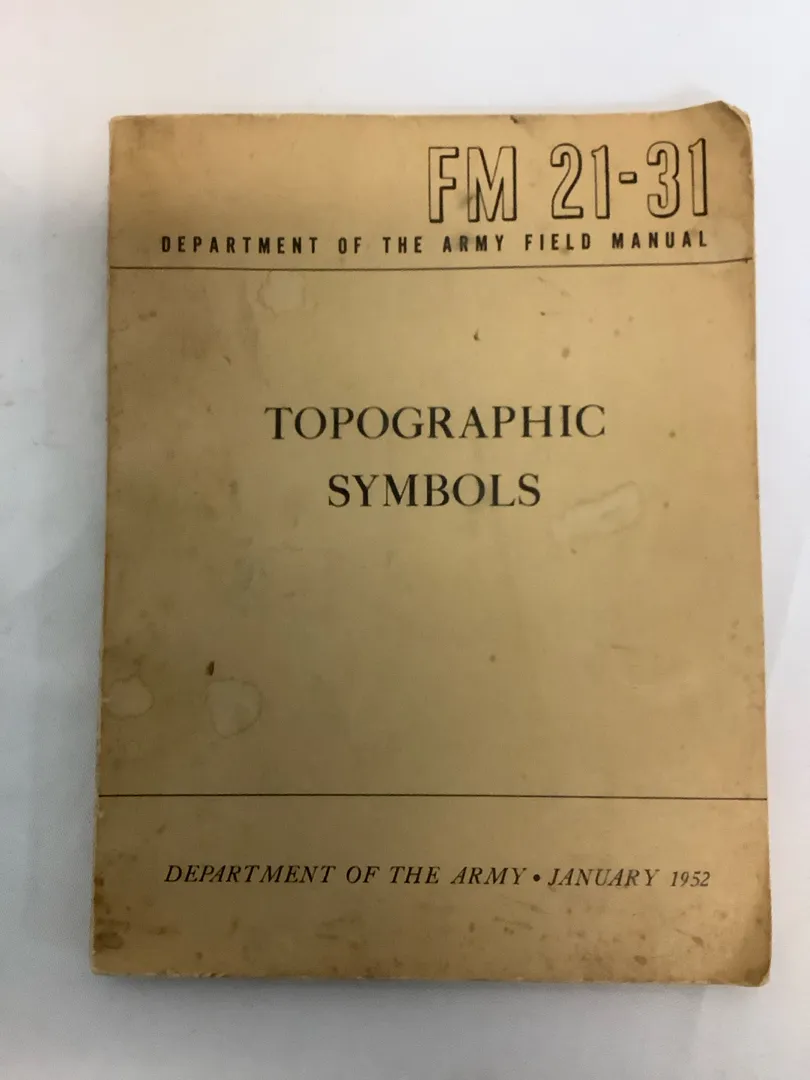 FM 21-31
DEPARTMENT OF THE ARMY FIELD MANUAL
TOPOGRAPHIC
SYMBOLS
DEPARTMENT OF THE ARMY • JANUARY 1952